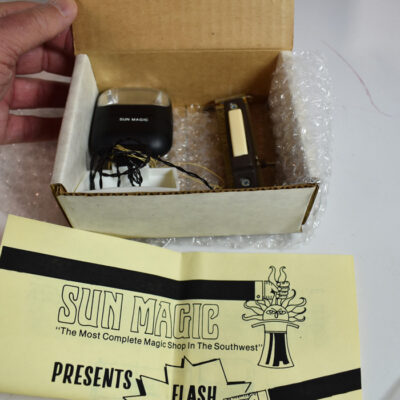 SUN MAGIC
SUN MAGIC
"The Most Complete Magic Shop In The Southwest"
PRESENTS
FLASH